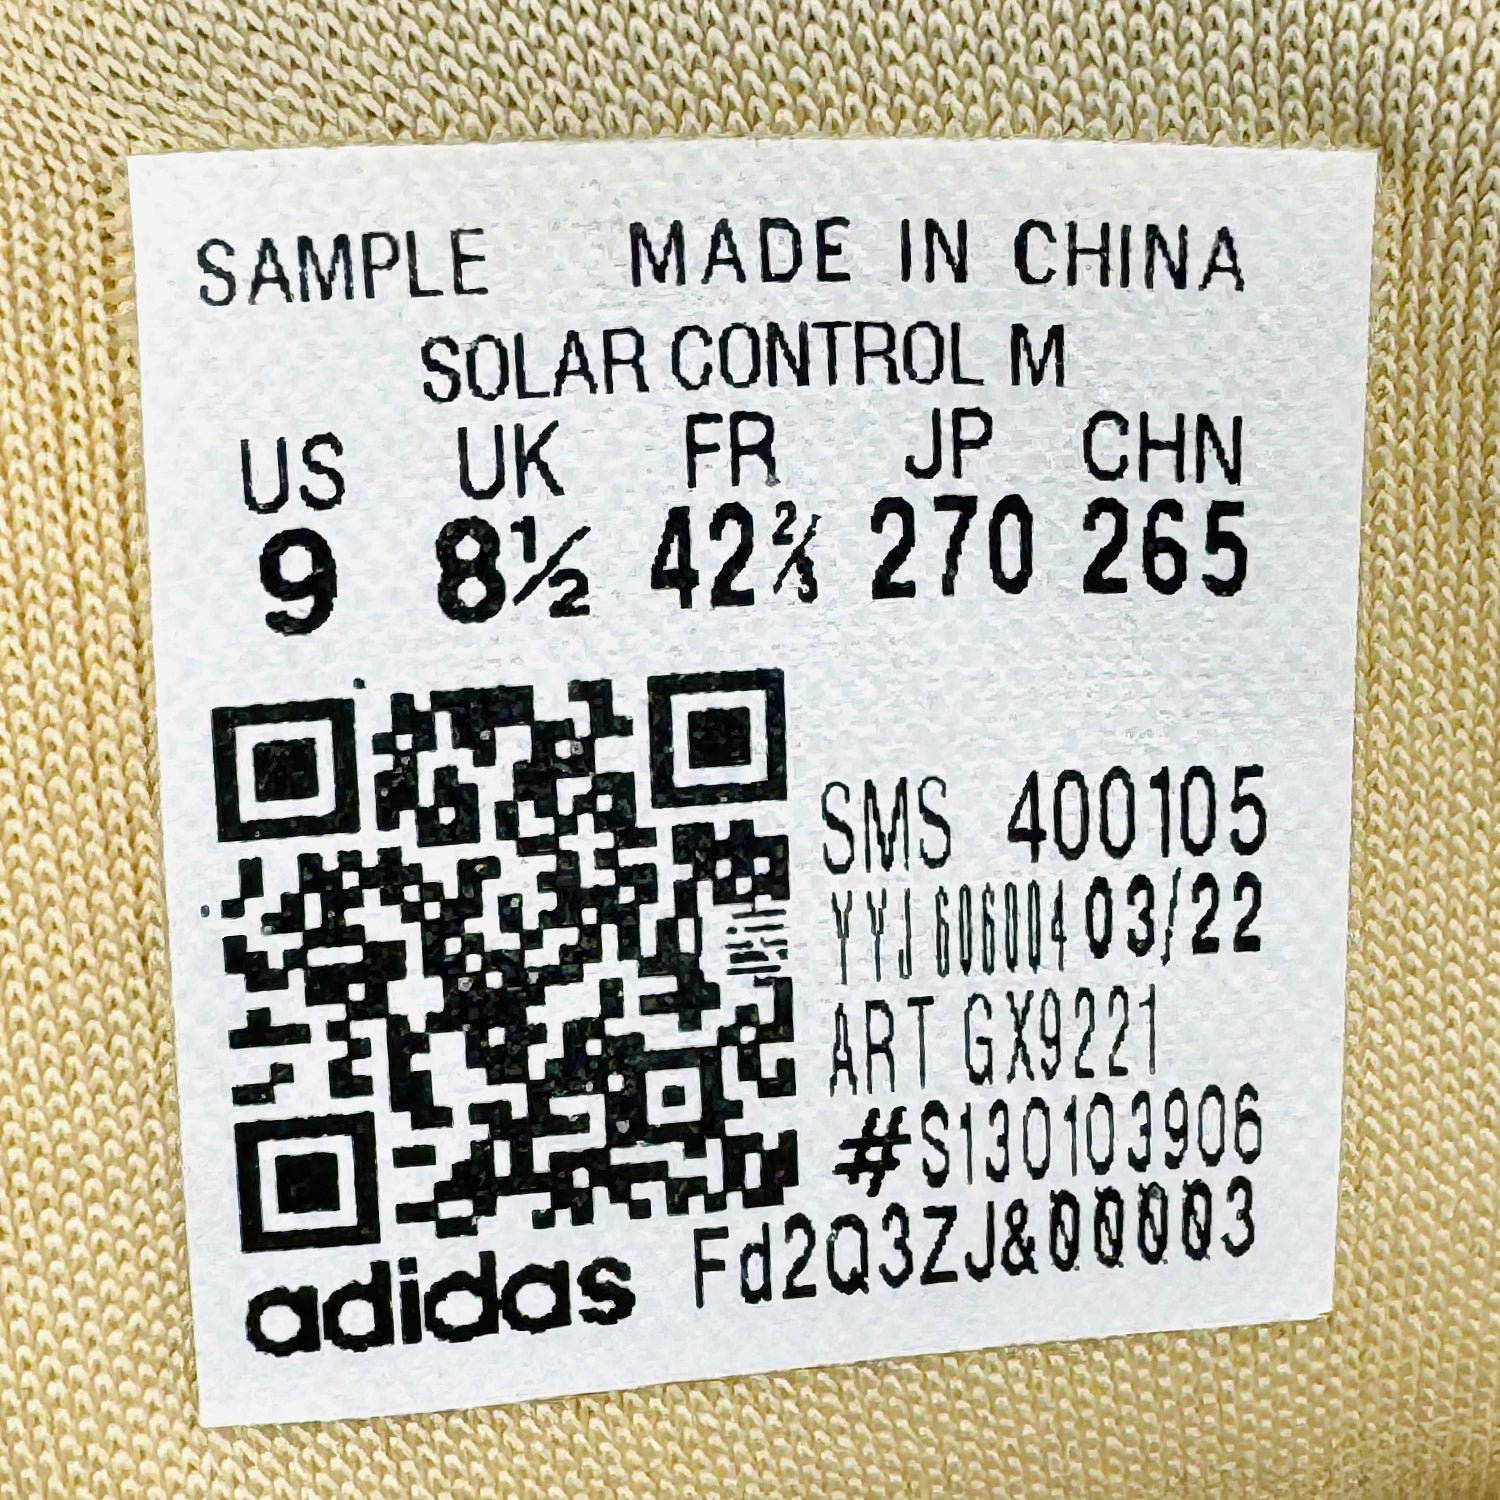 SAMPLE MADE IN CHINA
SOLAR CONTROL M
US UK FR JP CHN
9 8½ 42⅔ 270 265
SMS 400105
YYJ 606004 03/22
ART GX9221
#S130103906
Fd2Q3ZJ&00003
adidas